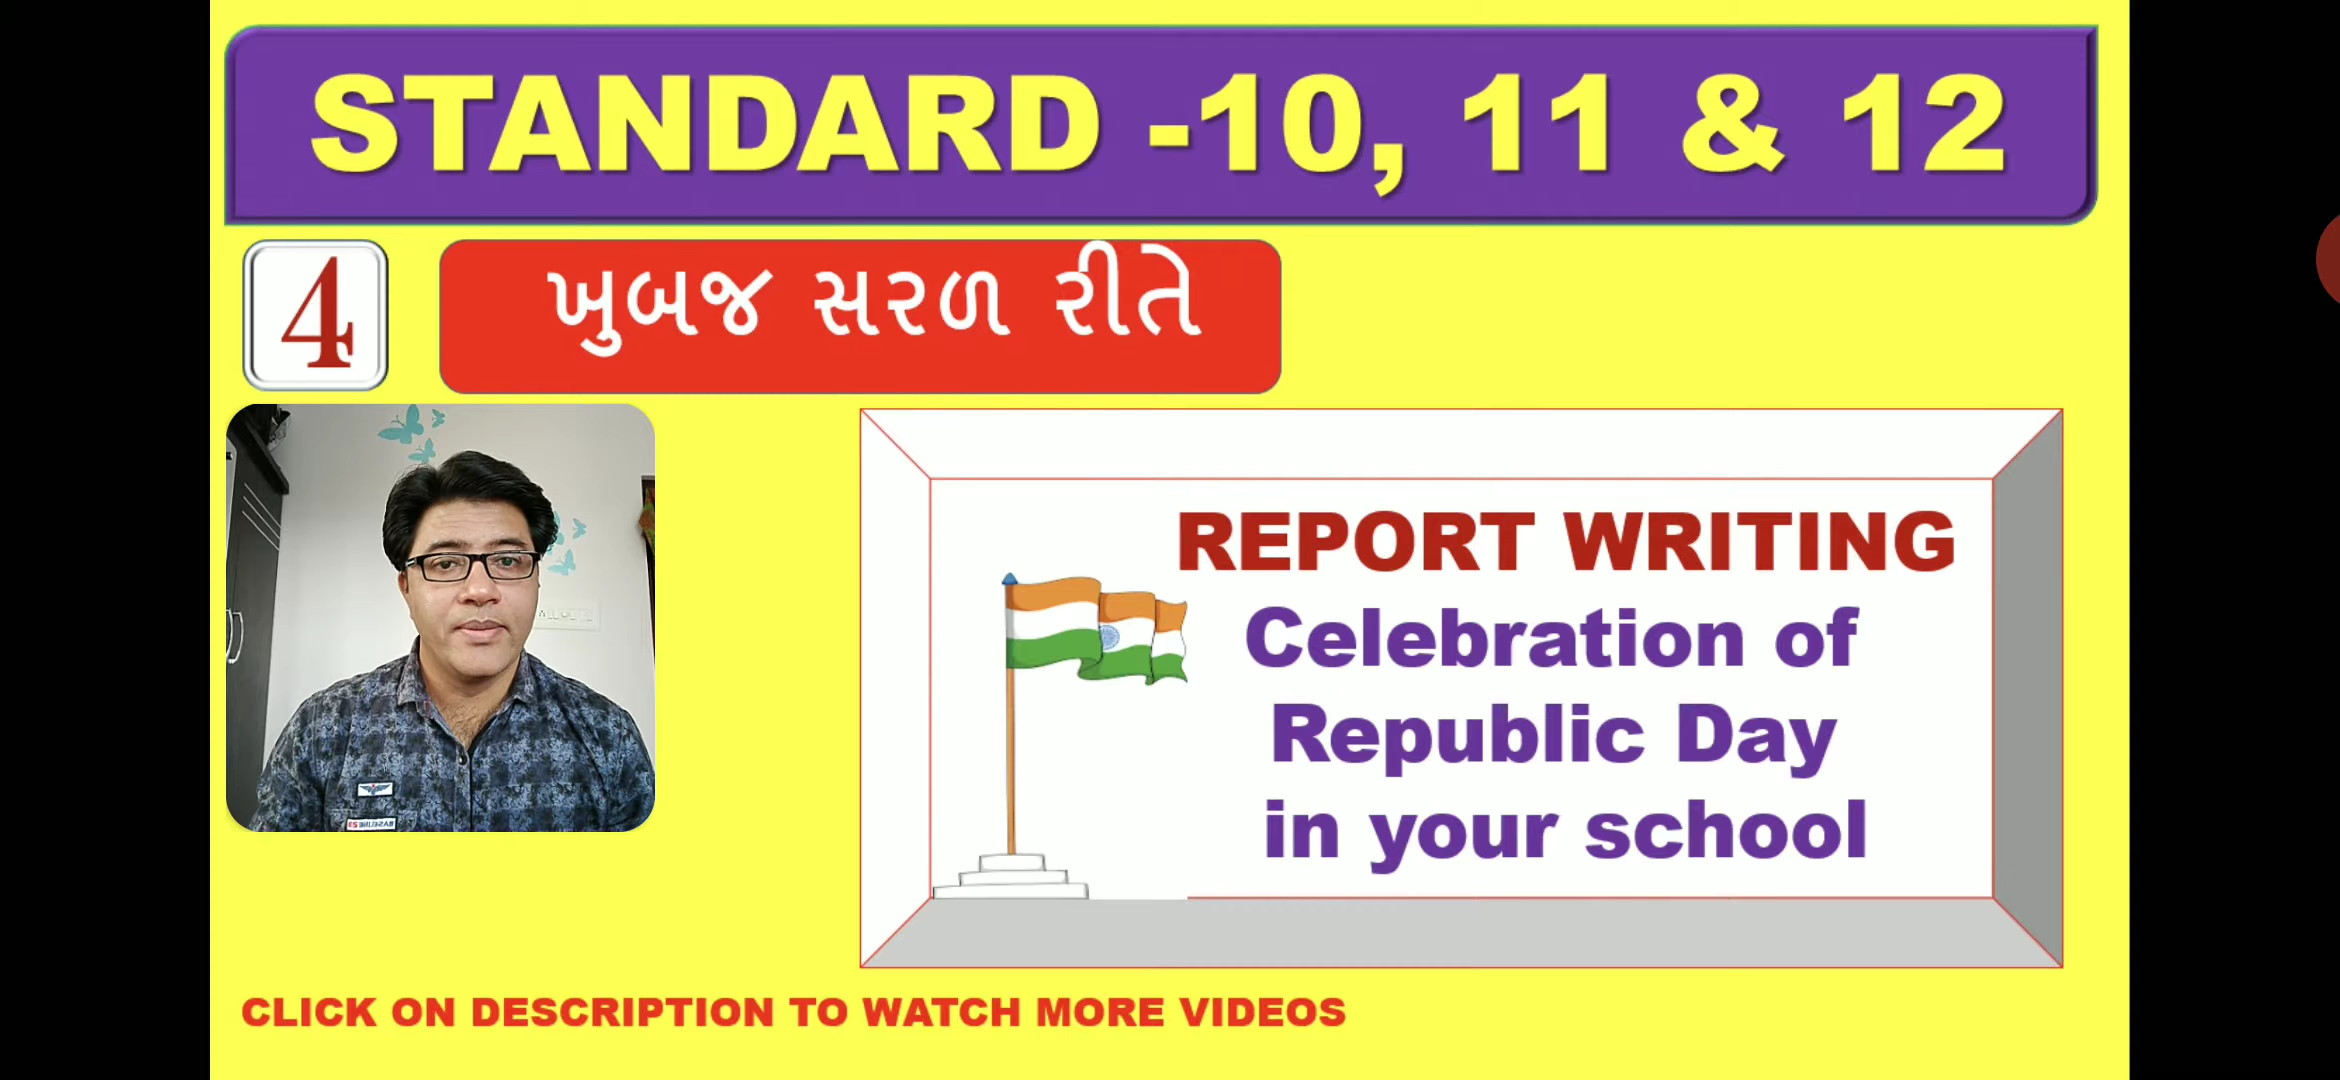 STANDARD -10, 11 & 12
4
ખુબજ સરળ રીતે
REPORT WRITING
Celebration of
Republic Day
in your school
CLICK ON DESCRIPTION TO WATCH MORE VIDEOS